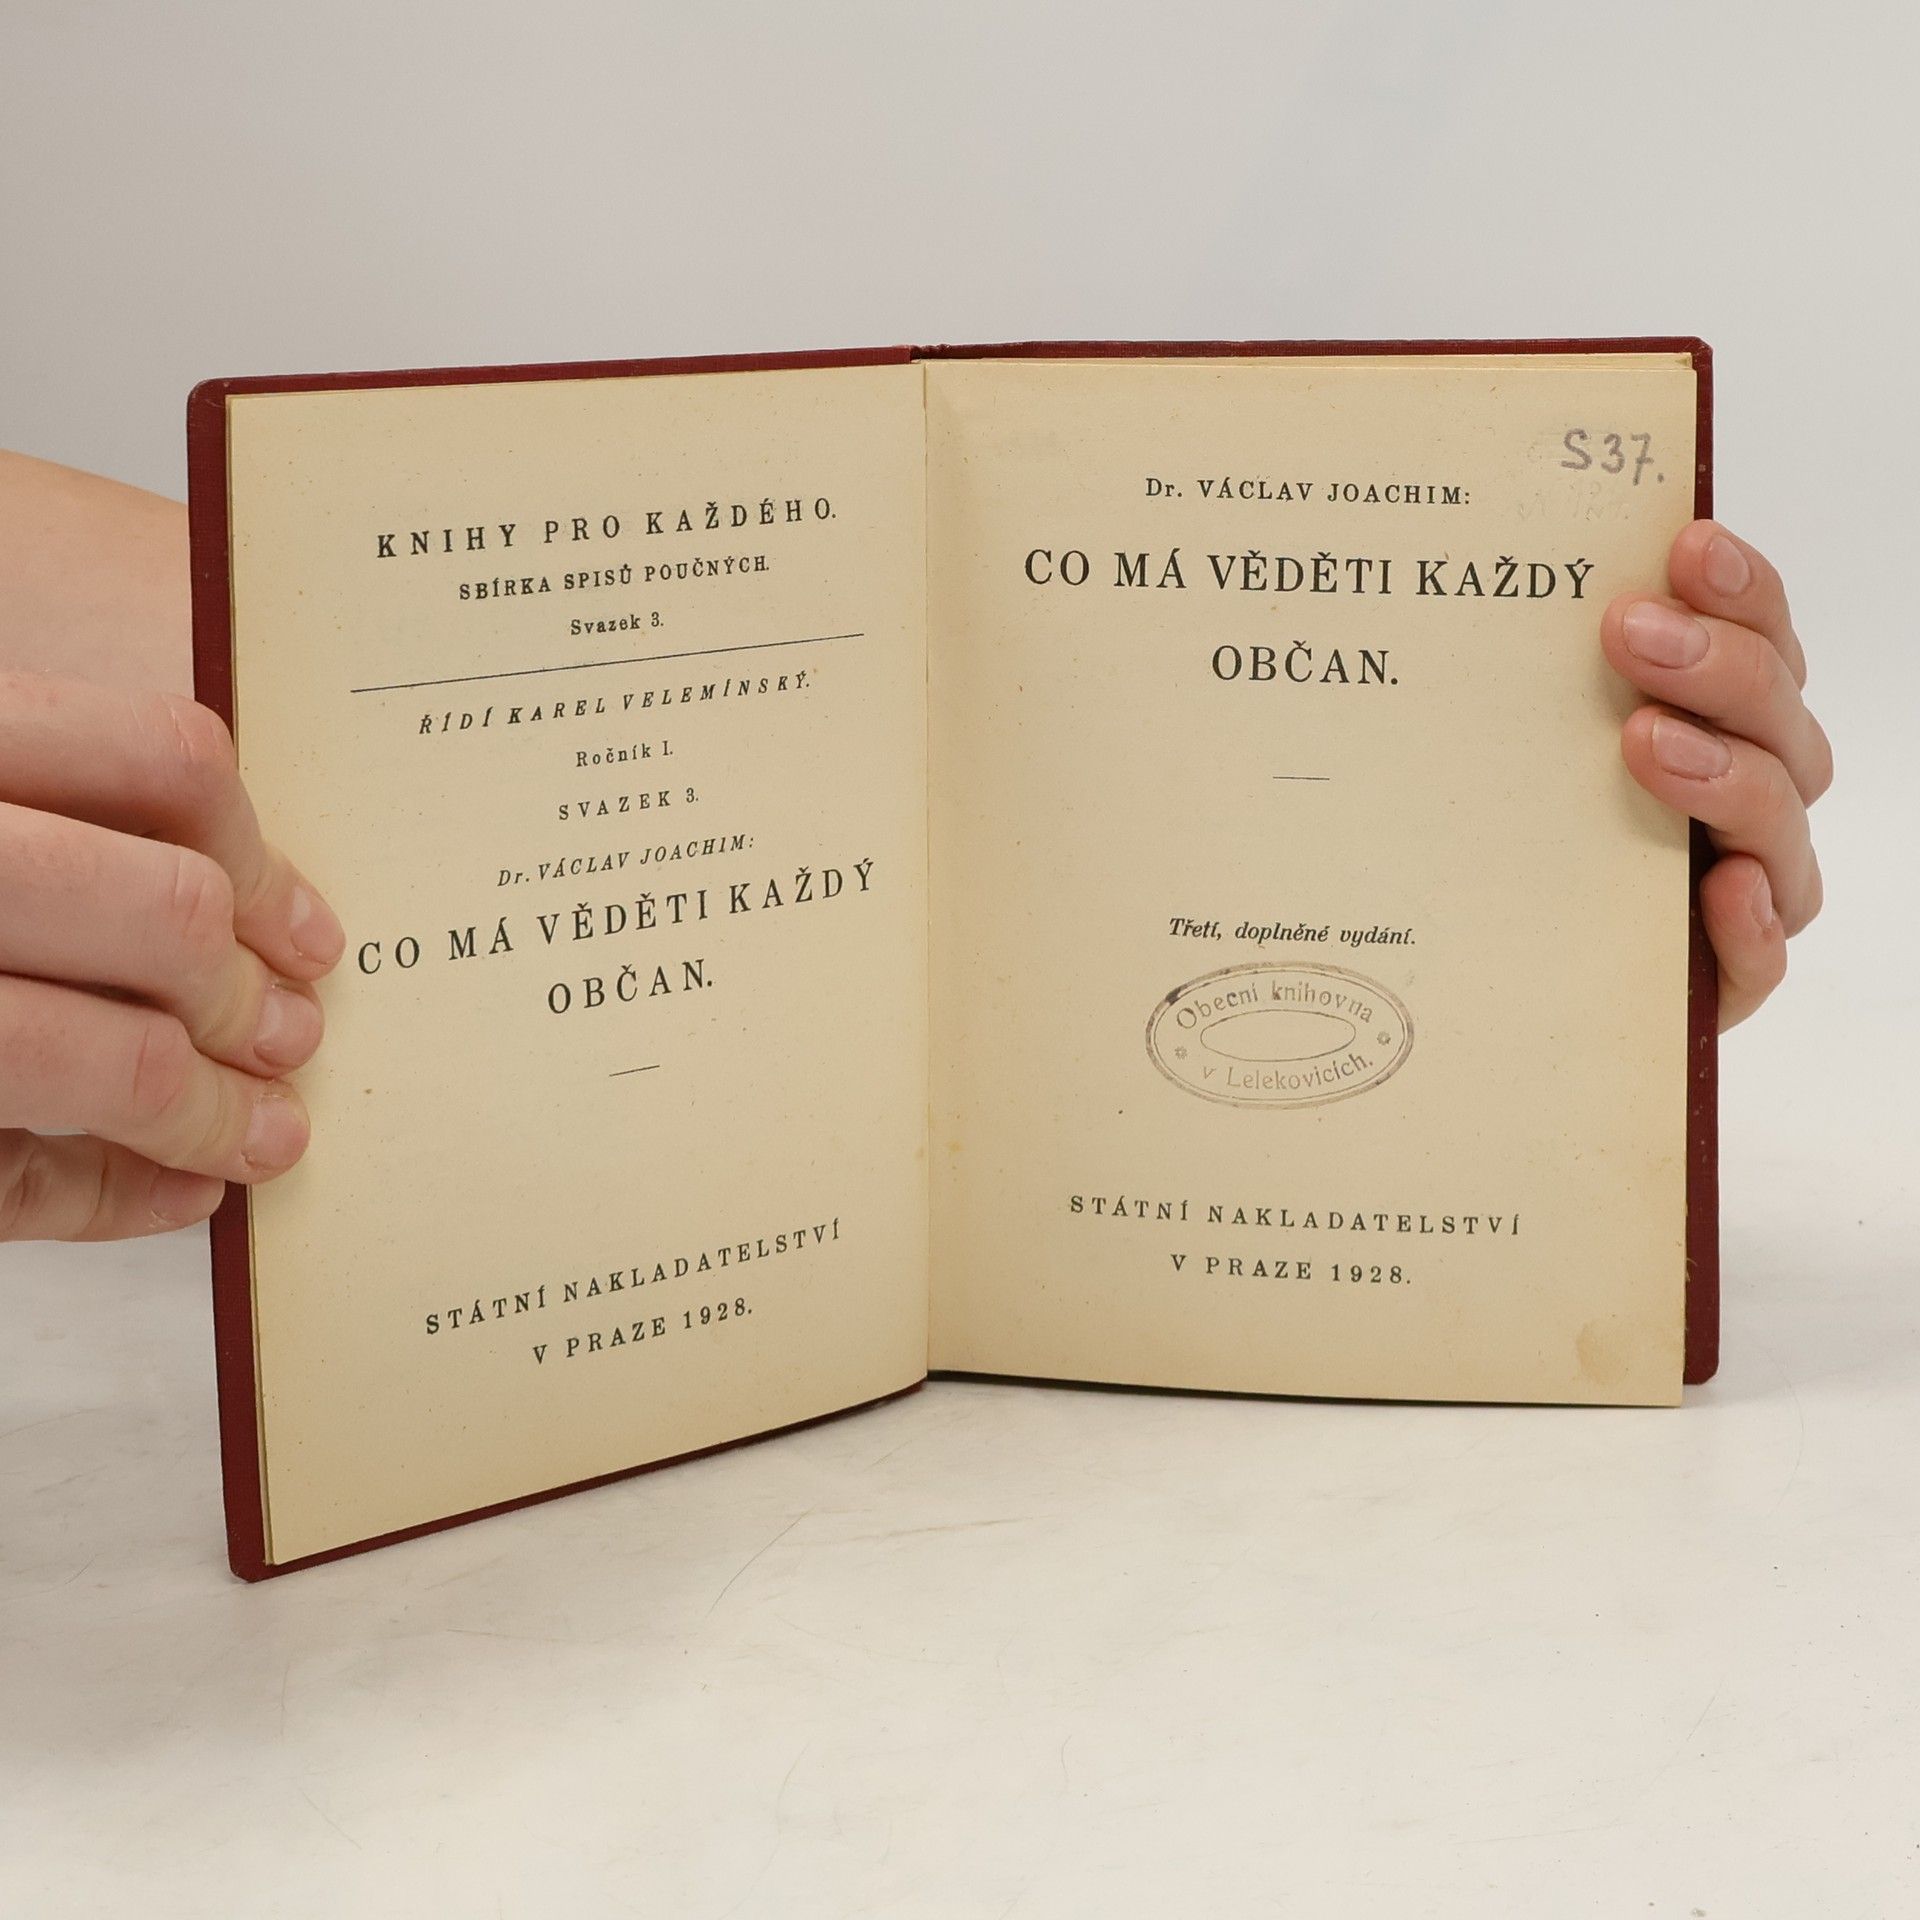 KNIHY PRO KAŽDÉHO.
SBÍRKA SPISŮ POUČNÝCH.
Svazek 3.
ŘÍDÍ KAREL VELEMÍNSKÝ.
Ročník I.
SVAZEK 3.
Dr. VÁCLAV JOACHIM:
CO MÁ VĚDĚTI KAŽDÝ
OBČAN.
STÁTNÍ NAKLADATELSTVÍ
V PRAZE 1928.
S 37.
Dr. VÁCLAV JOACHIM:
CO MÁ VĚDĚTI KAŽDÝ
OBČAN.
Třetí, doplněné vydání.
Obecní knihovna
v Lelekovicích.
STÁTNÍ NAKLADATELSTVÍ
V PRAZE 1928.